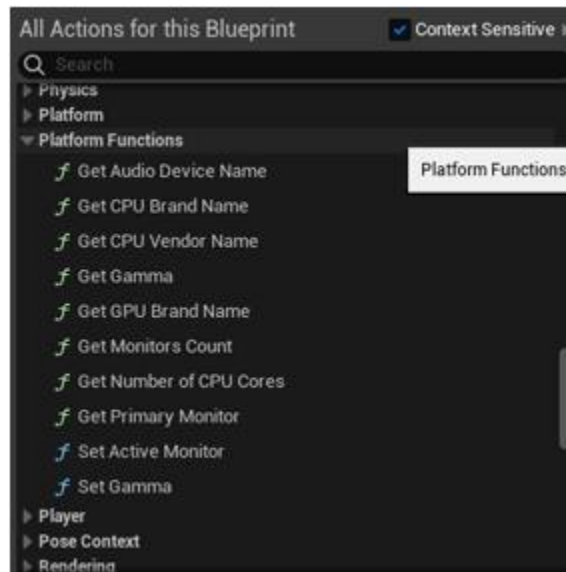 All Actions for this Blueprint Context Sensitive
Search
Physics
Platform
Platform Functions
Get Audio Device Name
Platform Functions
Get CPU Brand Name
Get CPU Vendor Name
Get Gamma
Get GPU Brand Name
Get Monitors Count
Get Number of CPU Cores
Get Primary Monitor
Set Active Monitor
Set Gamma
Player
Pose Context
Rendering